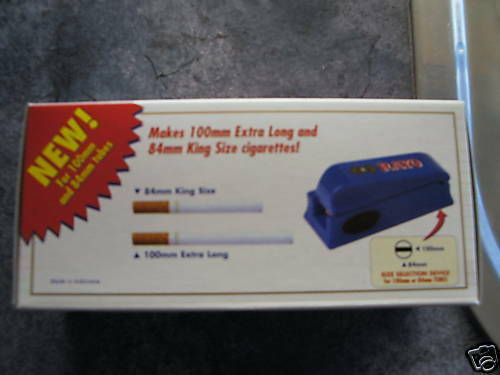 NEW!
for 100mm
and 84mm tubes
Makes 100mm Extra Long and
84mm King Size cigarettes!
▼ 84mm King Size
▲ 100mm Extra Long
◄ 100mm
▲ 84mm
SIZE SELECTION DEVICE
for 100mm or 84mm TUBES
Made in Indonesia